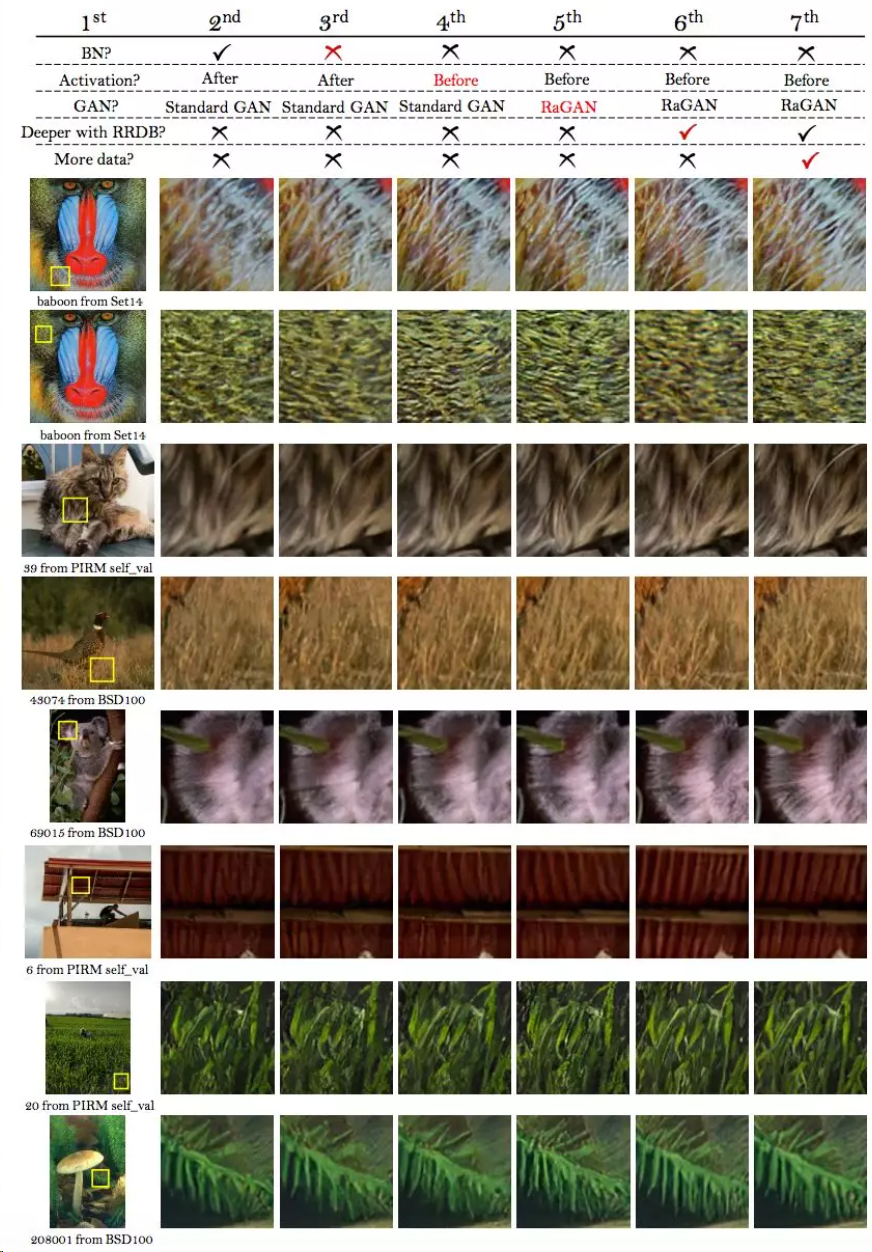 1st 2nd 3rd 4th 5th 6th 7th
BN? ✓ ✗ ✗ ✗ ✗ ✗
Activation? After After Before Before Before Before
GAN? Standard GAN Standard GAN Standard GAN RaGAN RaGAN RaGAN
Deeper with RRDB? ✗ ✗ ✗ ✗ ✓ ✓
More data? ✗ ✗ ✗ ✗ ✗ ✓
baboon from Set14
baboon from Set14
39 from PIRM self_val
43074 from BSD100
69015 from BSD100
6 from PIRM self_val
20 from PIRM self_val
208001 from BSD100